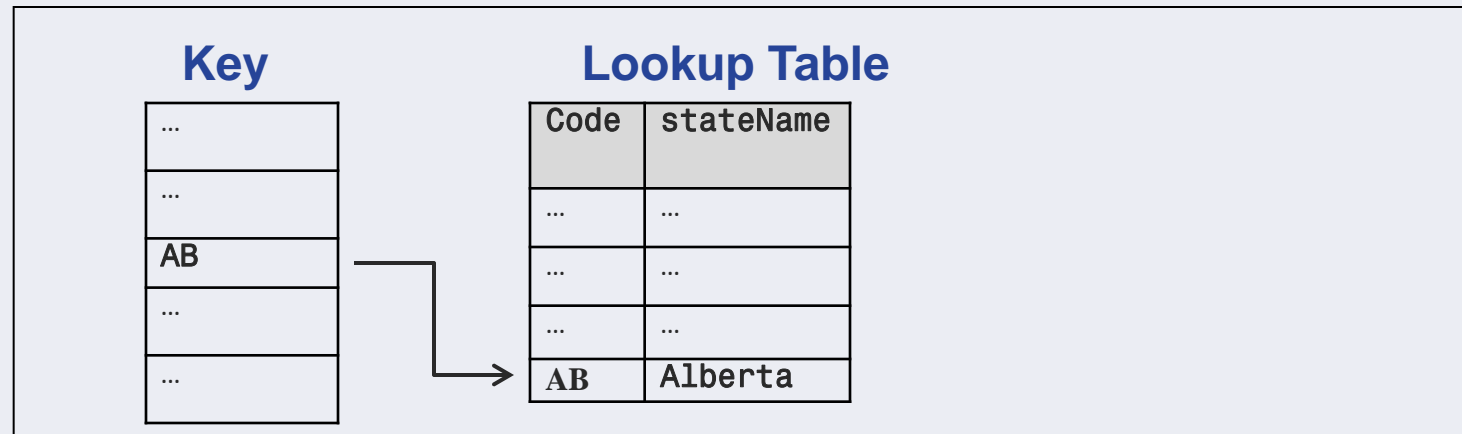 Key
...
...
AB
...
...
Lookup Table
Code stateName
... ...
... ...
... ...
AB Alberta